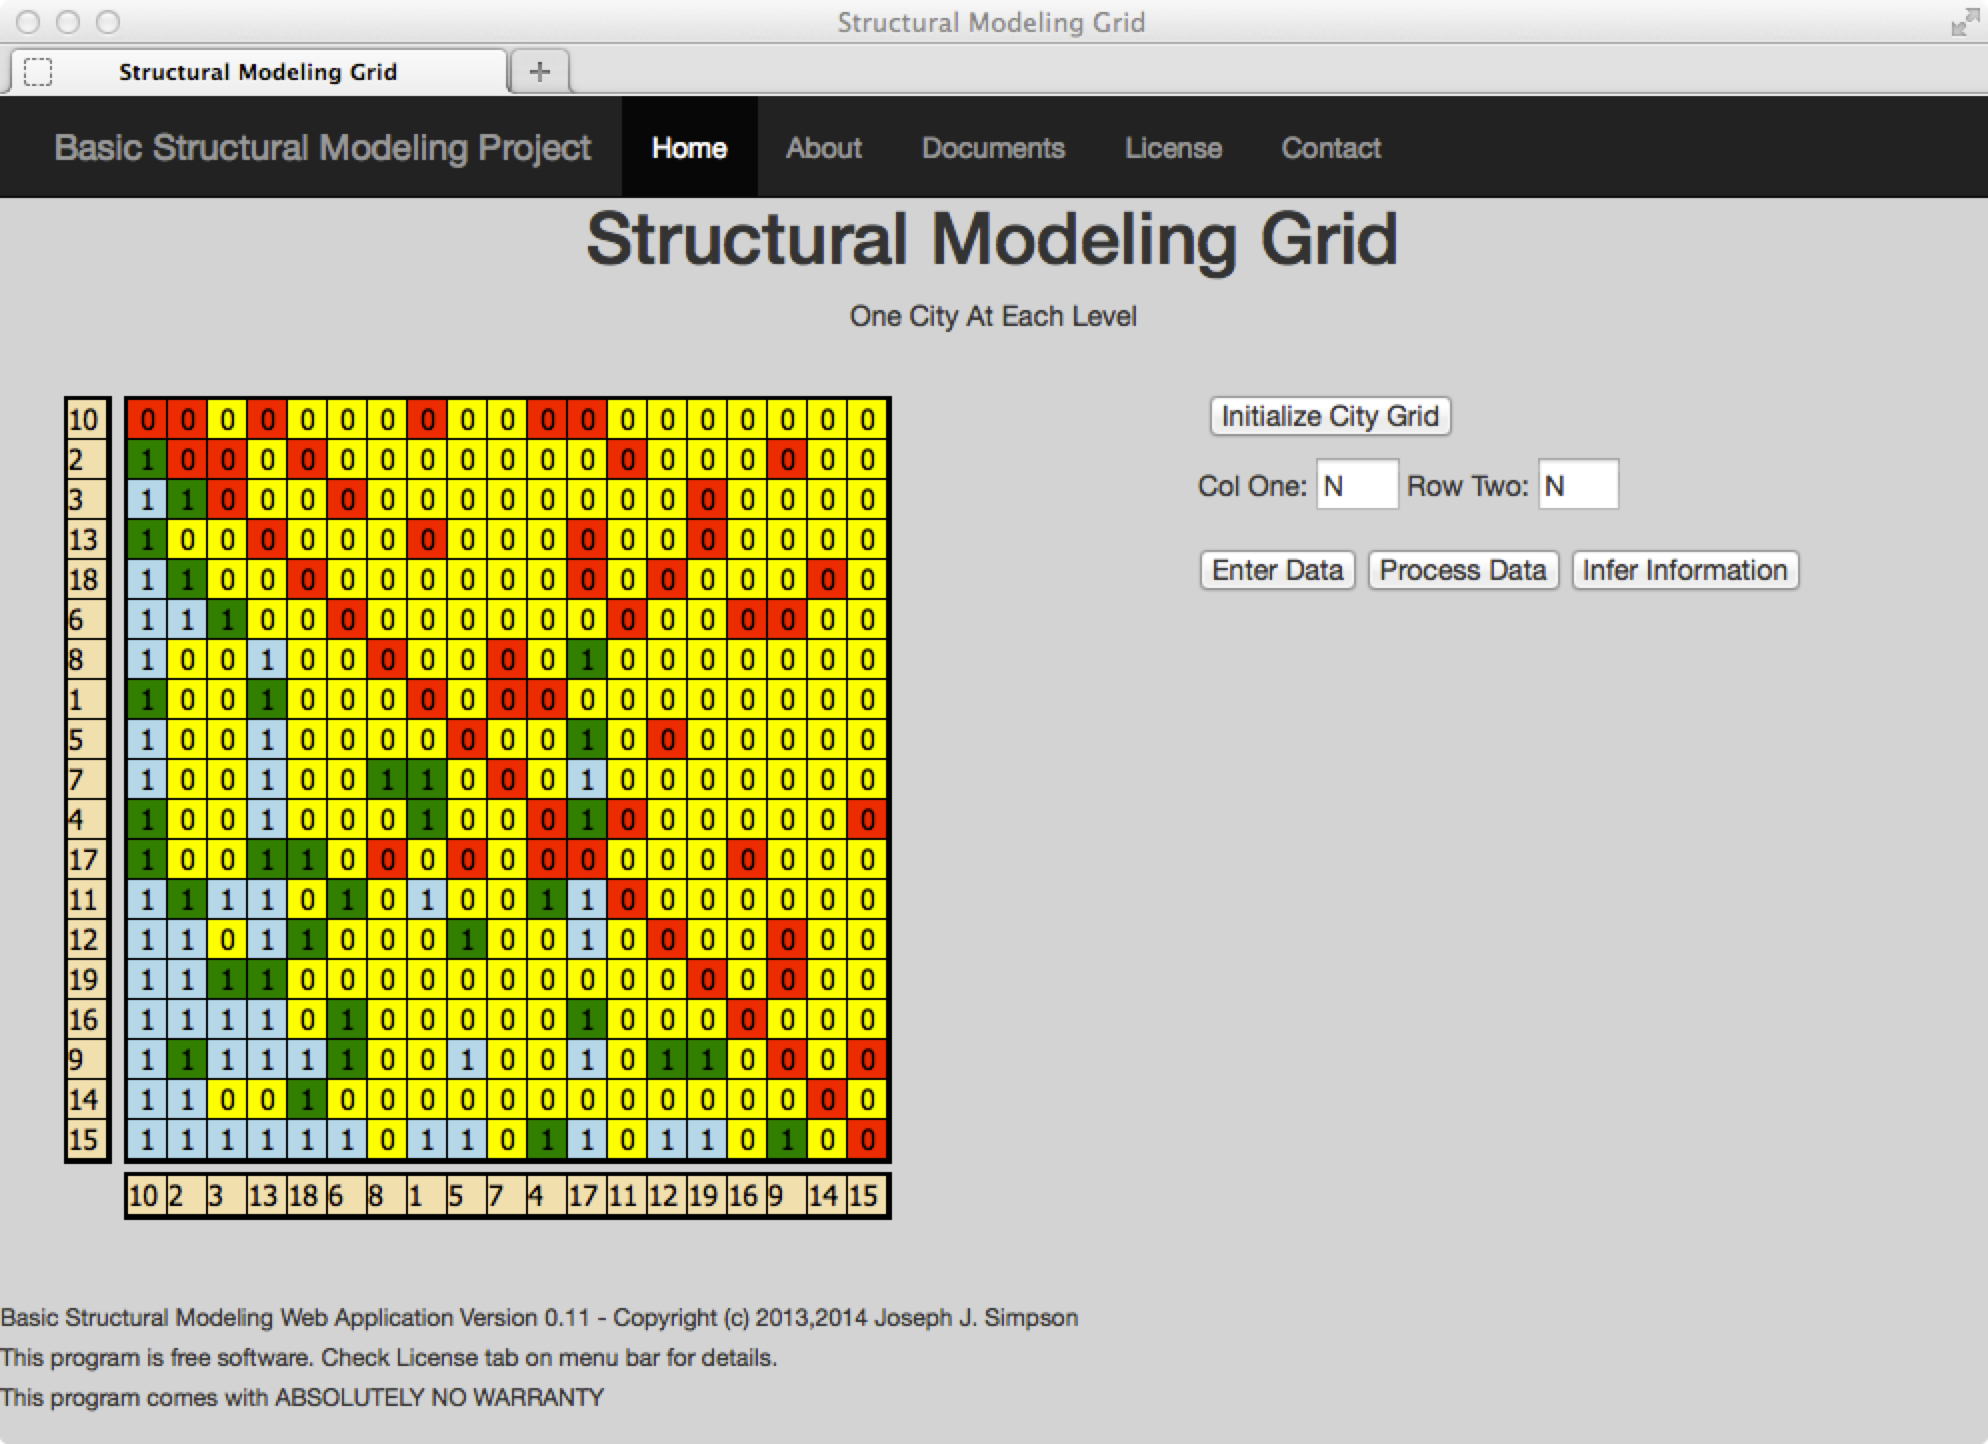 Structural Modeling Grid
Structural Modeling Grid +
Basic Structural Modeling Project Home About Documents License Contact
Structural Modeling Grid
One City At Each Level
10 0 0 0 0 0 0 0 0 0 0 0 0 0 0 0 0 0 0 0
Initialize City Grid
2 1 0 0 0 0 0 0 0 0 0 0 0 0 0 0 0 0 0 0
Col One: N Row Two: N
3 1 1 0 0 0 0 0 0 0 0 0 0 0 0 0 0 0 0 0
13 1 0 0 0 0 0 0 0 0 0 0 0 0 0 0 0 0 0 0
Enter Data Process Data Infer Information
18 1 1 0 0 0 0 0 0 0 0 0 0 0 0 0 0 0 0 0
6 1 1 1 0 0 0 0 0 0 0 0 0 0 0 0 0 0 0 0
8 1 0 0 1 0 0 0 0 0 0 0 1 0 0 0 0 0 0 0
1 1 0 0 1 0 0 0 0 0 0 0 0 0 0 0 0 0 0 0
5 1 0 0 1 0 0 0 0 0 0 0 1 0 0 0 0 0 0 0
7 1 0 0 1 0 0 1 1 0 0 0 1 0 0 0 0 0 0 0
4 1 0 0 1 0 0 0 1 0 0 0 1 0 0 0 0 0 0 0
17 1 0 0 1 1 0 0 0 0 0 0 0 0 0 0 0 0 0 0
11 1 1 1 1 0 1 0 1 0 0 1 1 0 0 0 0 0 0 0
12 1 1 0 1 1 0 0 0 1 0 0 1 0 0 0 0 0 0 0
19 1 1 1 1 0 0 0 0 0 0 0 0 0 0 0 0 0 0 0
16 1 1 1 1 0 1 0 0 0 0 0 1 0 0 0 0 0 0 0
9 1 1 1 1 1 1 0 0 1 0 0 1 0 1 1 0 0 0 0
14 1 1 0 0 1 0 0 0 0 0 0 0 0 0 0 0 0 0 0
15 1 1 1 1 1 1 0 1 1 0 1 1 0 1 1 0 1 0 0
10 2 3 13 18 6 8 1 5 7 4 17 11 12 19 16 9 14 15
Basic Structural Modeling Web Application Version 0.11 - Copyright (c) 2013,2014 Joseph J. Simpson
This program is free software. Check License tab on menu bar for details.
This program comes with ABSOLUTELY NO WARRANTY